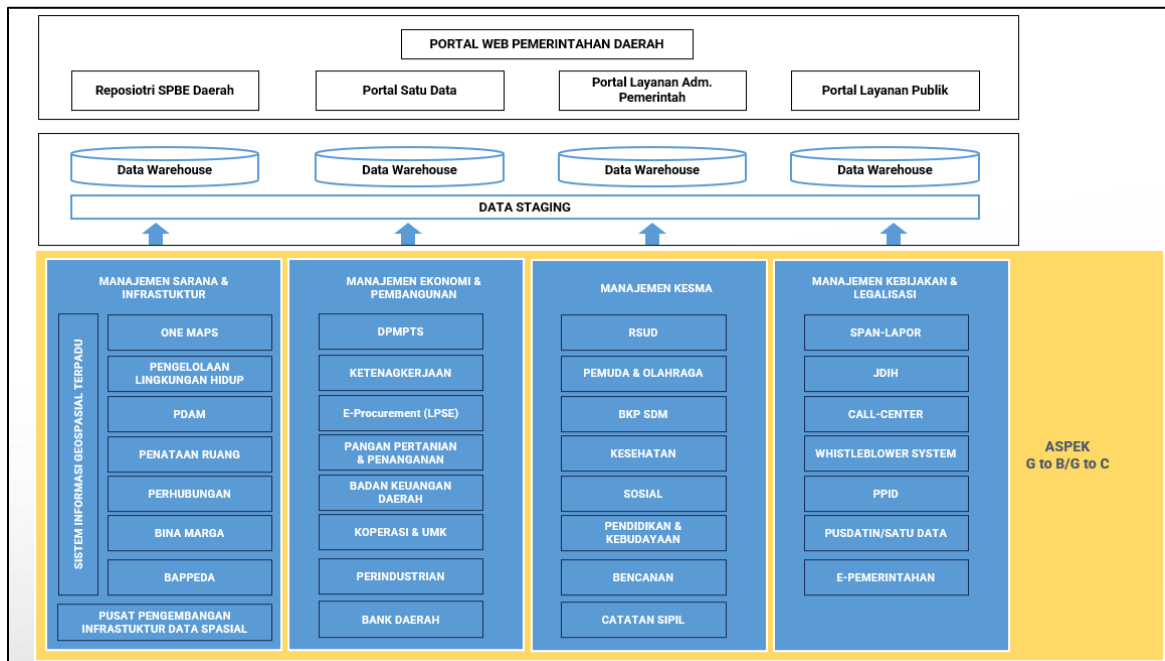 PORTAL WEB PEMERINTAHAN DAERAH
Reposiotri SPBE Daerah
Portal Satu Data
Portal Layanan Adm.
Pemerintah
Portal Layanan Publik
Data Warehouse
Data Warehouse
Data Warehouse
Data Warehouse
DATA STAGING
MANAJEMEN SARANA &
INFRASTUKTUR
SISTEM INFORMASI GEOSPASIAL TERPADU
ONE MAPS
PENGELOLAAN
LINGKUNGAN HIDUP
PDAM
PENATAAN RUANG
PERHUBUNGAN
BINA MARGA
BAPPEDA
PUSAT PENGEMBANGAN
INFRASTUKTUR DATA SPASIAL
MANAJEMEN EKONOMI &
PEMBANGUNAN
DPMPTS
KETENAGKERJAAN
E-Procurement (LPSE)
PANGAN PERTANIAN
& PENANGANAN
BADAN KEUANGAN
DAERAH
KOPERASI & UMK
PERINDUSTRIAN
BANK DAERAH
MANAJEMEN KESMA
RSUD
PEMUDA & OLAHRAGA
BKP SDM
KESEHATAN
SOSIAL
PENDIDIKAN &
KEBUDAYAAN
BENCANAN
CATATAN SIPIL
MANAJEMEN KEBIJAKAN &
LEGALISASI
SPAN-LAPOR
JDIH
CALL-CENTER
WHISTLEBLOWER SYSTEM
PPID
PUSDATIN/SATU DATA
E-PEMERINTAHAN
ASPEK
G to B/G to C